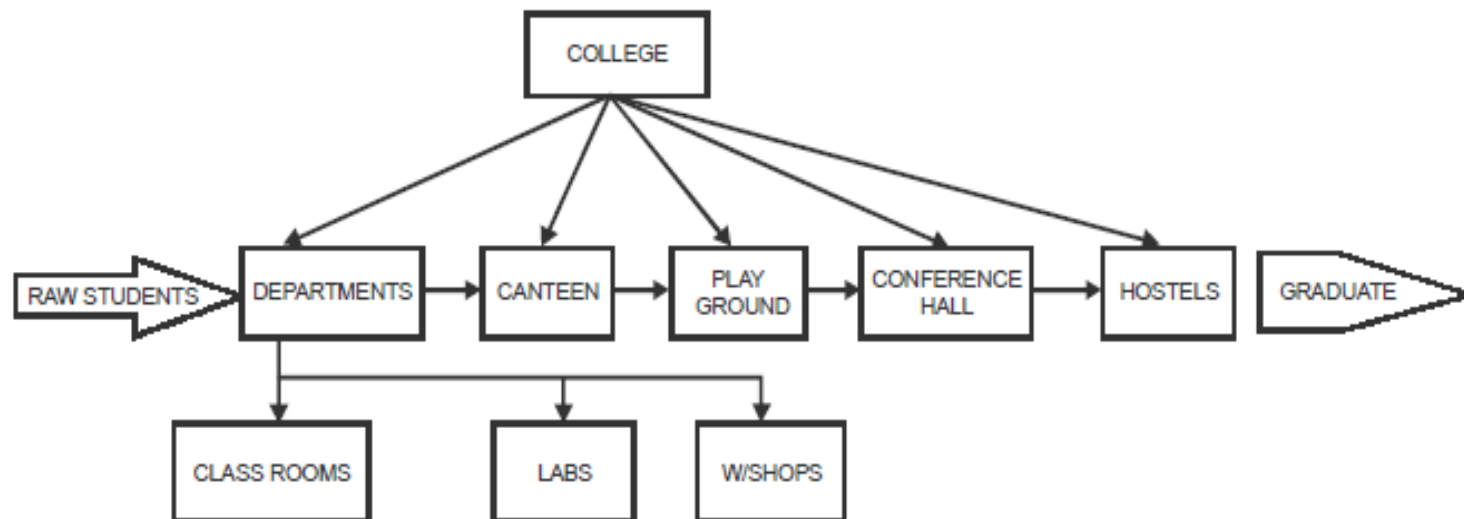 COLLEGE
RAW STUDENTS
DEPARTMENTS
CANTEEN
PLAY
GROUND
CONFERENCE
HALL
HOSTELS
GRADUATE
CLASS ROOMS
LABS
W/SHOPS